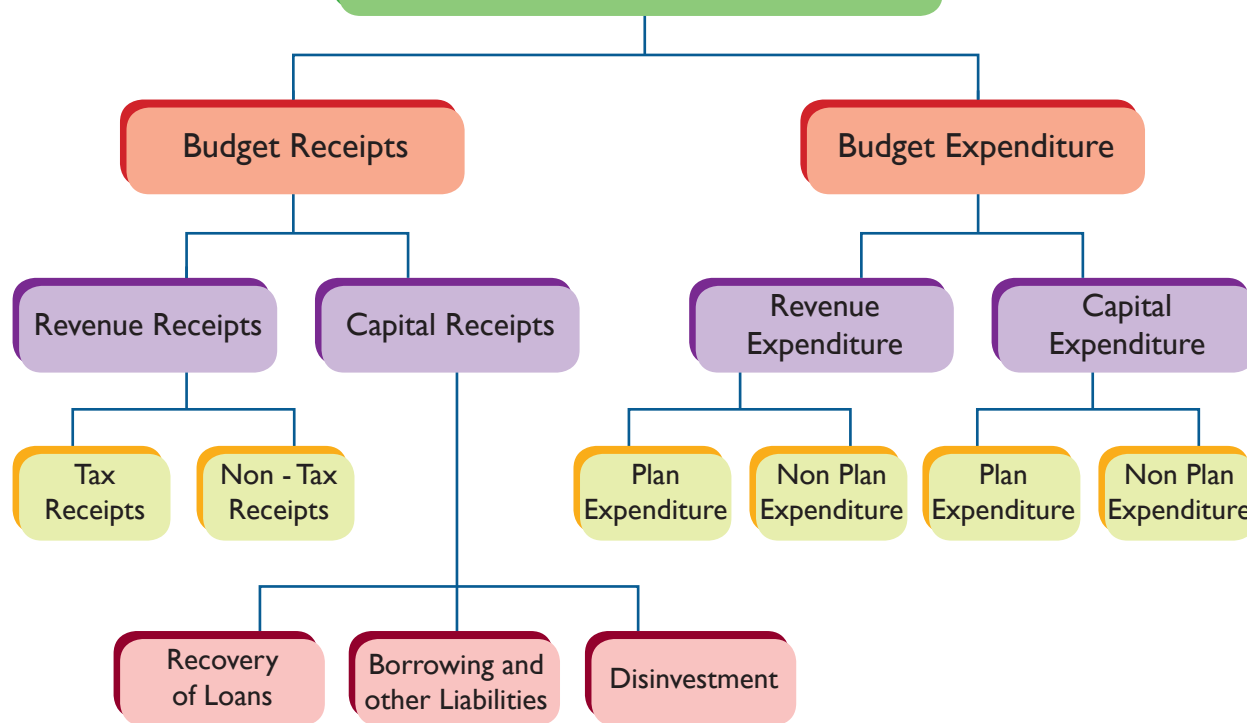 Budget Receipts
Budget Expenditure
Revenue Receipts
Capital Receipts
Revenue
Expenditure
Capital
Expenditure
Tax
Receipts
Non - Tax
Receipts
Plan
Expenditure
Non Plan
Expenditure
Plan
Expenditure
Non Plan
Expenditure
Recovery
of Loans
Borrowing and
other Liabilities
Disinvestment